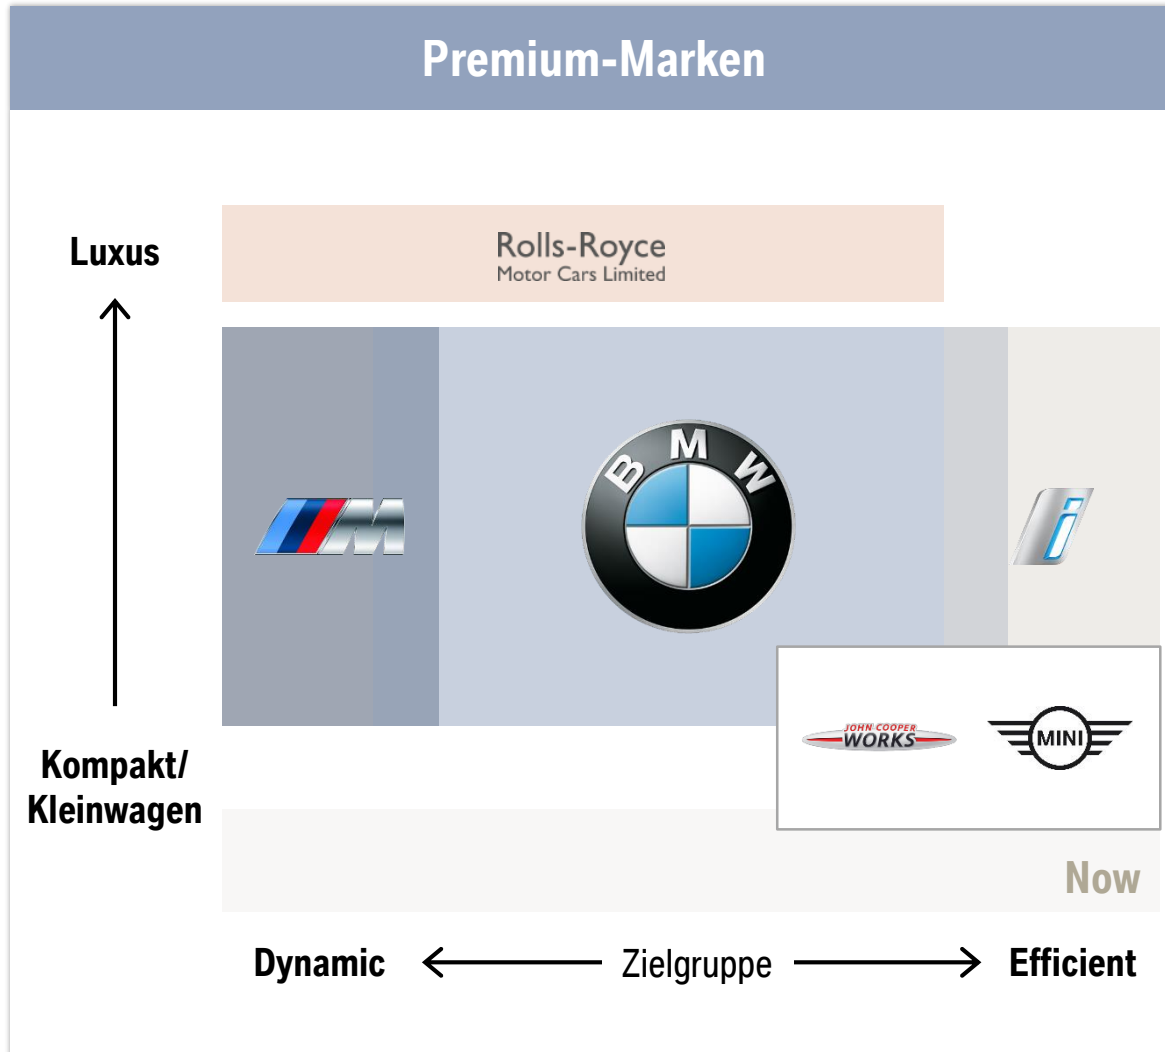 Premium-Marken
Luxus
Rolls-Royce
Motor Cars Limited
M
BMW
i
JOHN COOPER
WORKS
MINI
Kompakt/
Kleinwagen
Now
Dynamic Zielgruppe Efficient